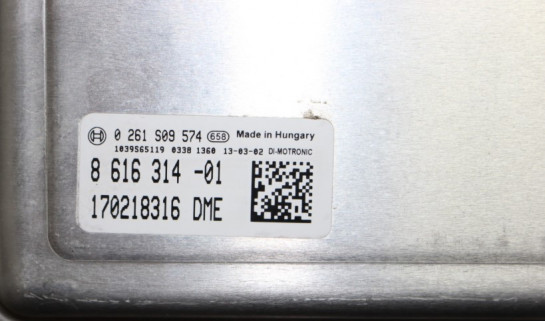 0 261 S09 574 658 Made in Hungary
1039S65119 0338 1360 13-03-02 DI-MOTRONIC
8 616 314 -01
170218316 DME